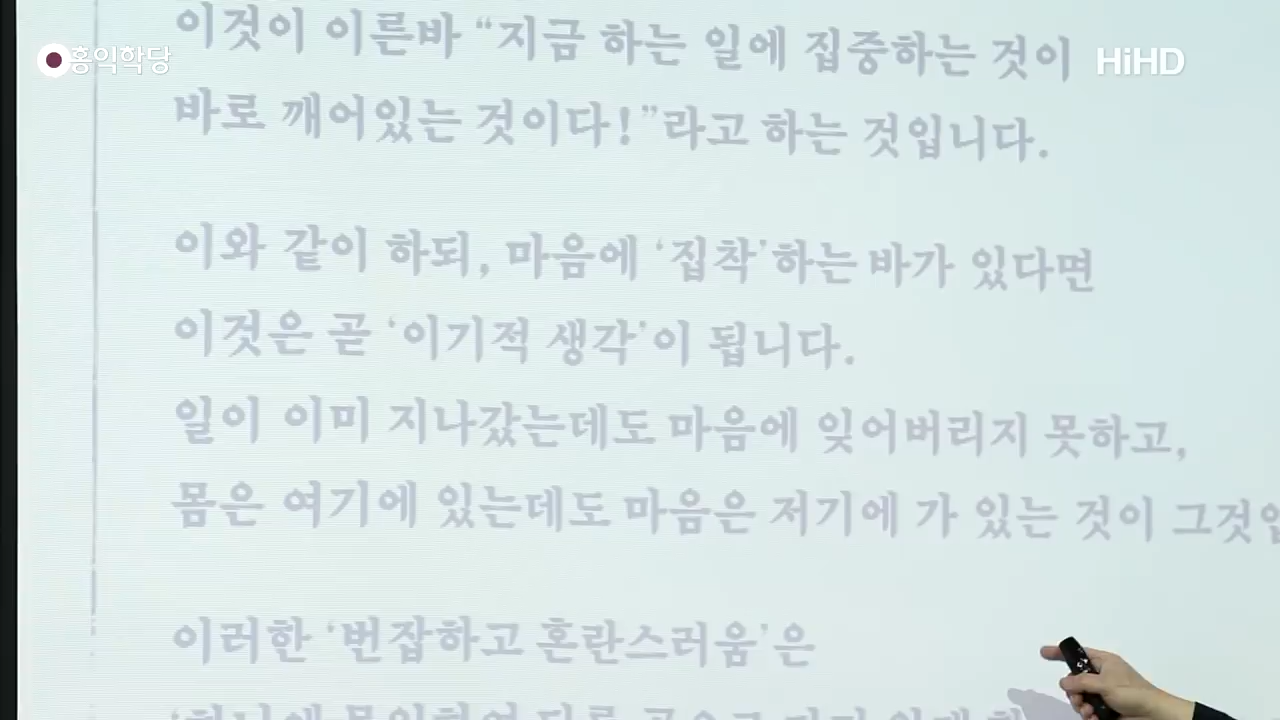 홍익학당
HiHD
이것이 이른바 “지금 하는 일에 집중하는 것이
바로 깨어있는 것이다!”라고 하는 것입니다.
이와 같이 하되, 마음에 ‘집착’하는 바가 있다면
이것은 곧 ‘이기적 생각’이 됩니다.
일이 이미 지나갔는데도 마음에 잊어버리지 못하고,
몸은 여기에 있는데도 마음은 저기에 가 있는 것이 그것입
이러한 ‘번잡하고 혼란스러움’은